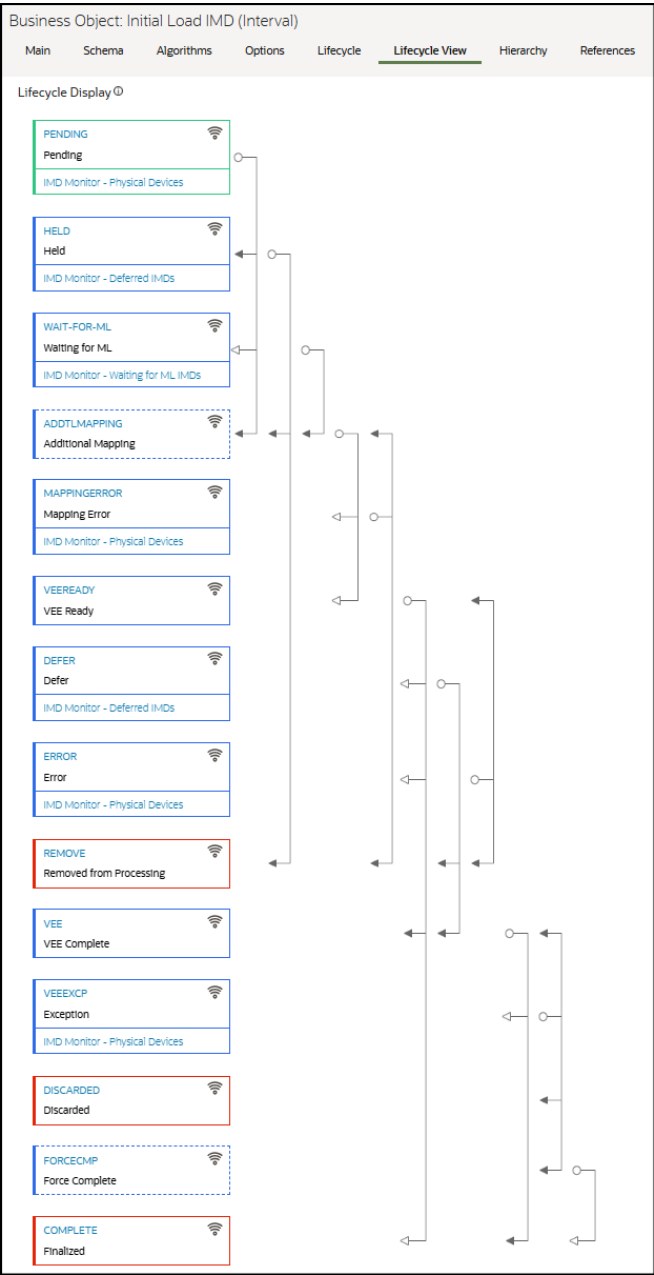 Business Object: Initial Load IMD (Interval)
Main Schema Algorithms Options Lifecycle Lifecycle View Hierarchy References
Lifecycle Display
PENDING
Pending
IMD Monitor - Physical Devices
HELD
Held
IMD Monitor - Deferred IMDs
WAIT-FOR-ML
Waiting for ML
IMD Monitor - Waiting for ML IMDs
ADDTLMAPPING
Additional Mapping
MAPPINGERROR
Mapping Error
IMD Monitor - Physical Devices
VEEREADY
VEE Ready
DEFER
Defer
IMD Monitor - Deferred IMDs
ERROR
Error
IMD Monitor - Physical Devices
REMOVE
Removed from Processing
VEE
VEE Complete
VEEEXCP
Exception
IMD Monitor - Physical Devices
DISCARDED
Discarded
FORCECMP
Force Complete
COMPLETE
Finalized